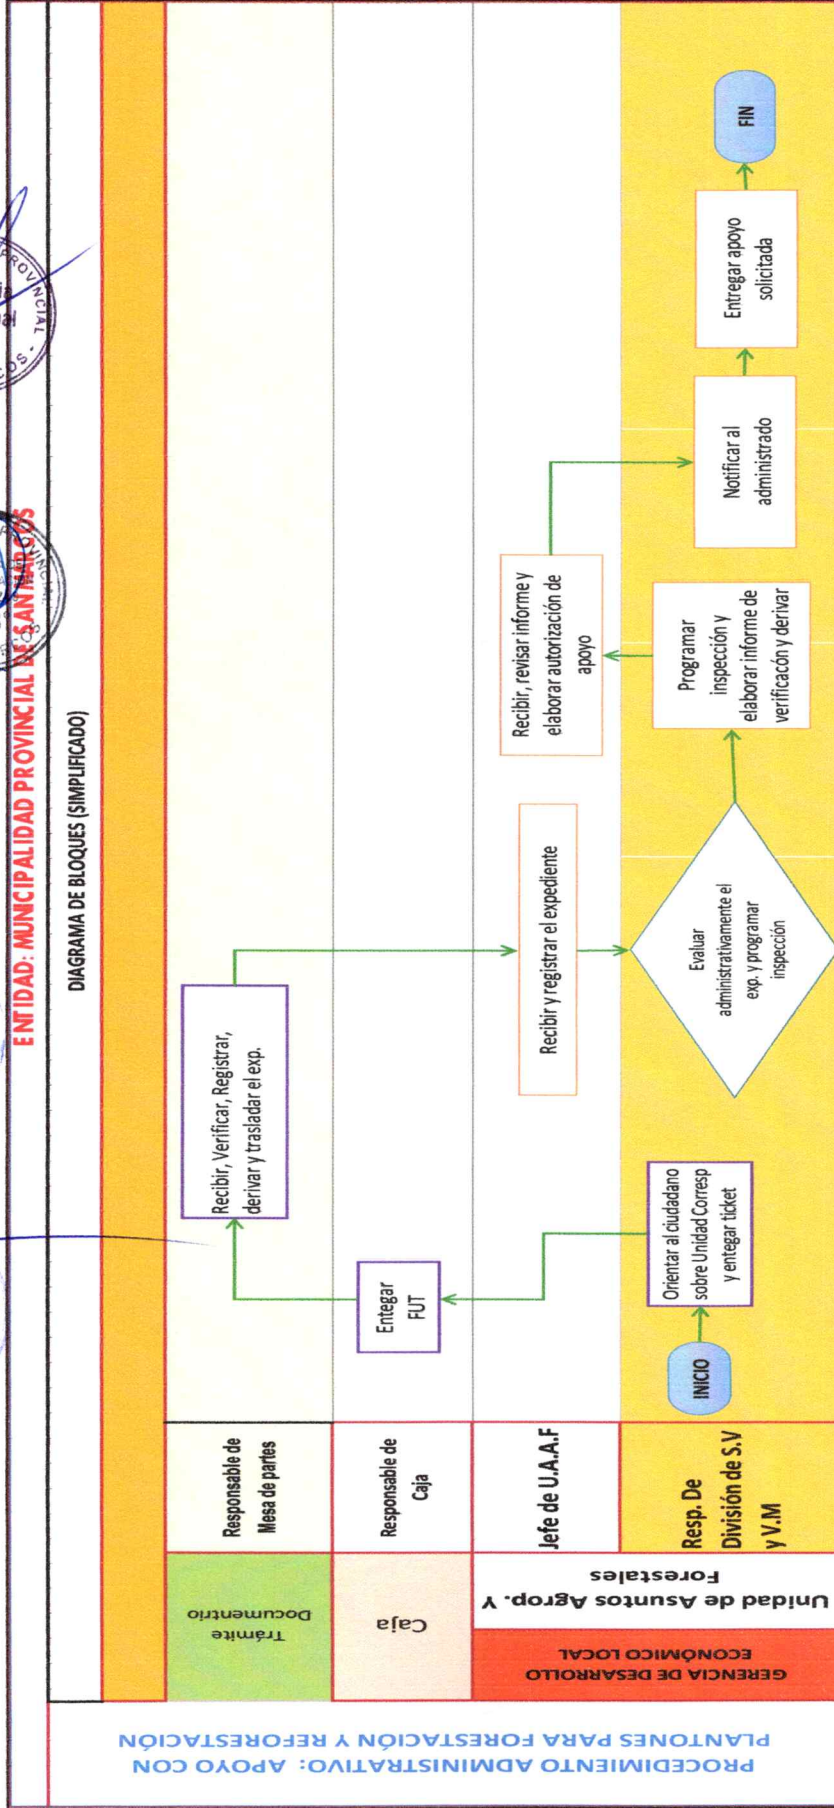 ENTIDAD: MUNICIPALIDAD PROVINCIAL DE SAN MARCOS
DIAGRAMA DE BLOQUES (SIMPLIFICADO)
PROCEDIMIENTO ADMINISTRATIVO: APOYO CON
PLANTONES PARA FORESTACIÓN Y REFORESTACIÓN
Trámite
Documentrio
Responsable de
Mesa de partes
Recibir, Verificar, Registrar,
derivar y trasladar el exp.
Caja
Responsable de
Caja
Entegar
FUT
GERENCIA DE DESARROLLO
ECONÓMICO LOCAL
Unidad de Asuntos Agrop. Y
Forestales
Jefe de U.A.A.F
Recibir y registrar el expediente
Recibir, revisar informe y
elaborar autorización de
apoyo
Resp. De
División de S.V
y V.M
INICIO
Orientar al ciudadano
sobre Unidad Corresp
y entegar ticket
Evaluar
administrativamente el
exp. y programar
inspección
Programar
inspección y
elaborar informe de
verificacón y derivar
Notificar al
administrado
Entregar apoyo
solicitada
FIN
PROVINCIAL